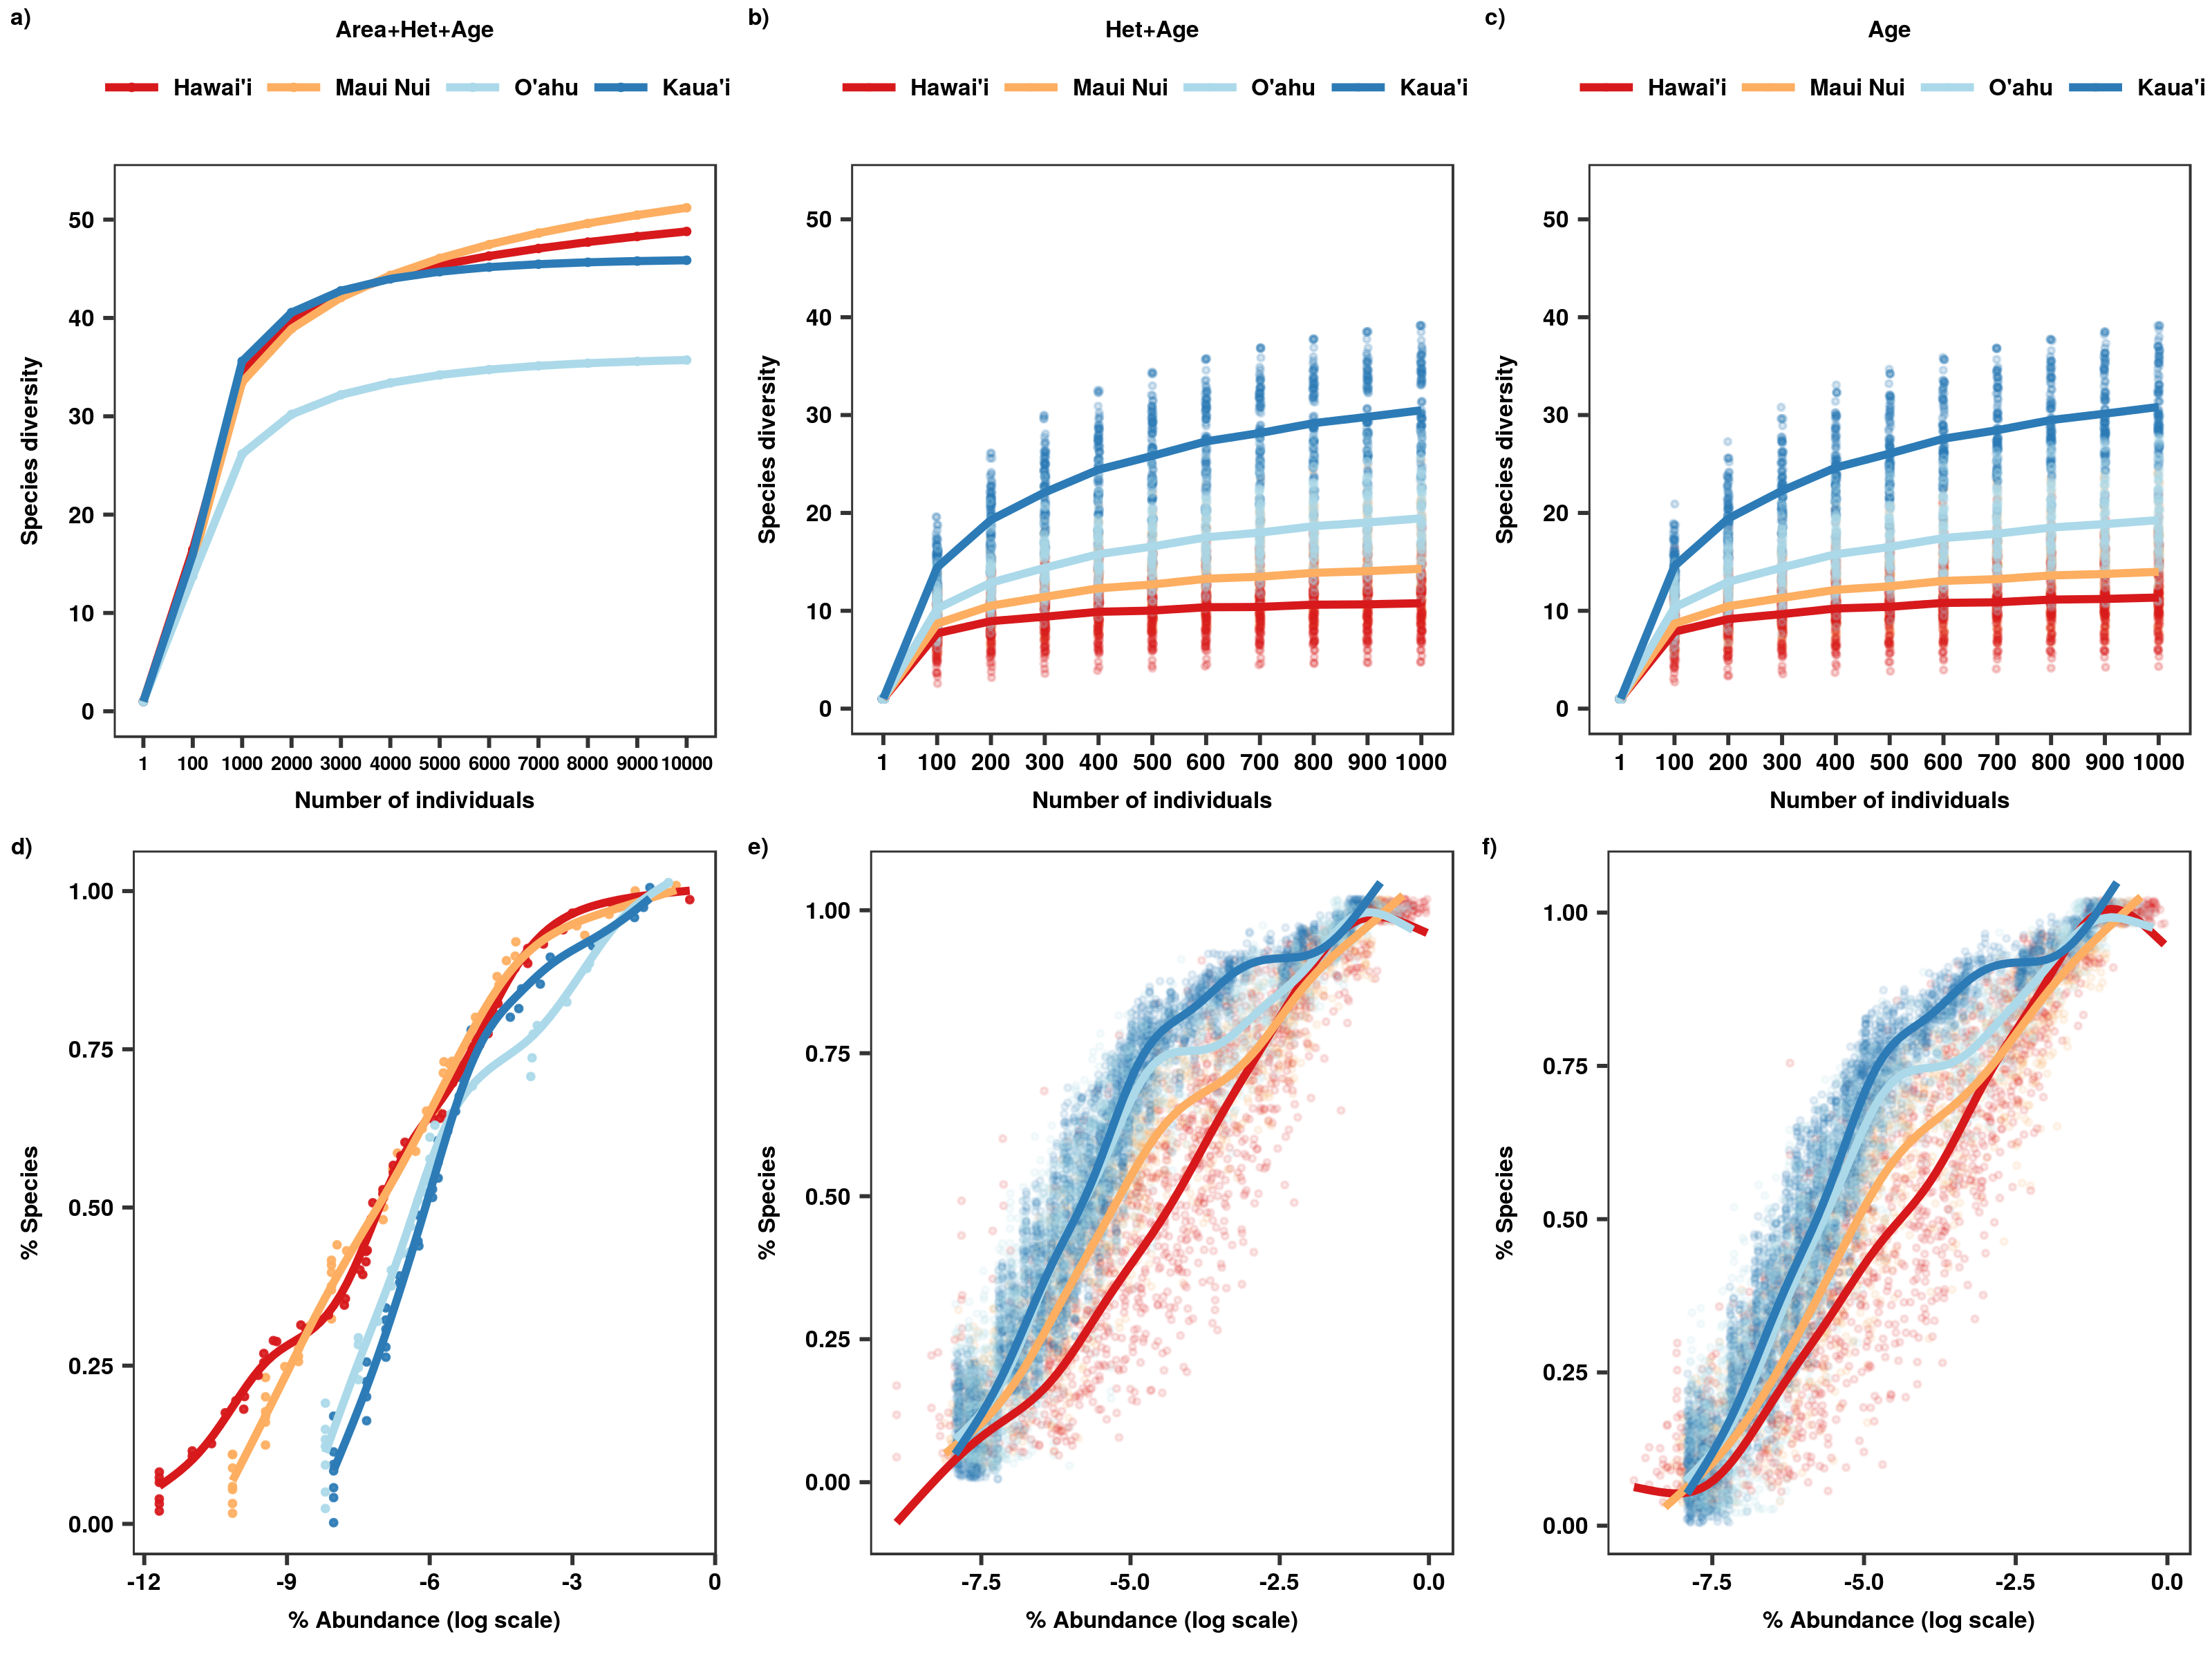 a)
Area+Het+Age
Hawai'i Maui Nui O'ahu Kaua'i
Species diversity
50
40
30
20
10
0
1 100 1000 2000 3000 4000 5000 6000 7000 8000 9000 10000
Number of individuals
b)
Het+Age
Hawai'i Maui Nui O'ahu Kaua'i
Species diversity
50
40
30
20
10
0
1 100 200 300 400 500 600 700 800 900 1000
Number of individuals
c)
Age
Hawai'i Maui Nui O'ahu Kaua'i
Species diversity
50
40
30
20
10
0
1 100 200 300 400 500 600 700 800 900 1000
Number of individuals
d)
% Species
1.00
0.75
0.50
0.25
0.00
-12 -9 -6 -3 0
% Abundance (log scale)
e)
% Species
1.00
0.75
0.50
0.25
0.00
-7.5 -5.0 -2.5 0.0
% Abundance (log scale)
f)
% Species
1.00
0.75
0.50
0.25
0.00
-7.5 -5.0 -2.5 0.0
% Abundance (log scale)